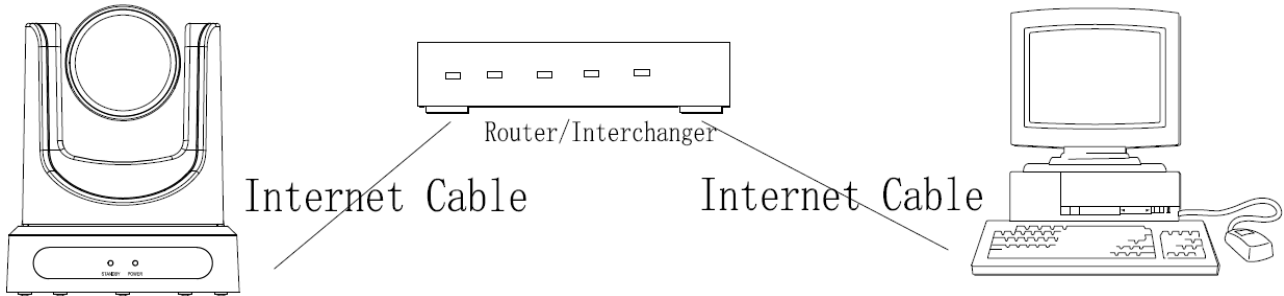 Router/Interchanger
Internet Cable
Internet Cable
STANDBY POWER